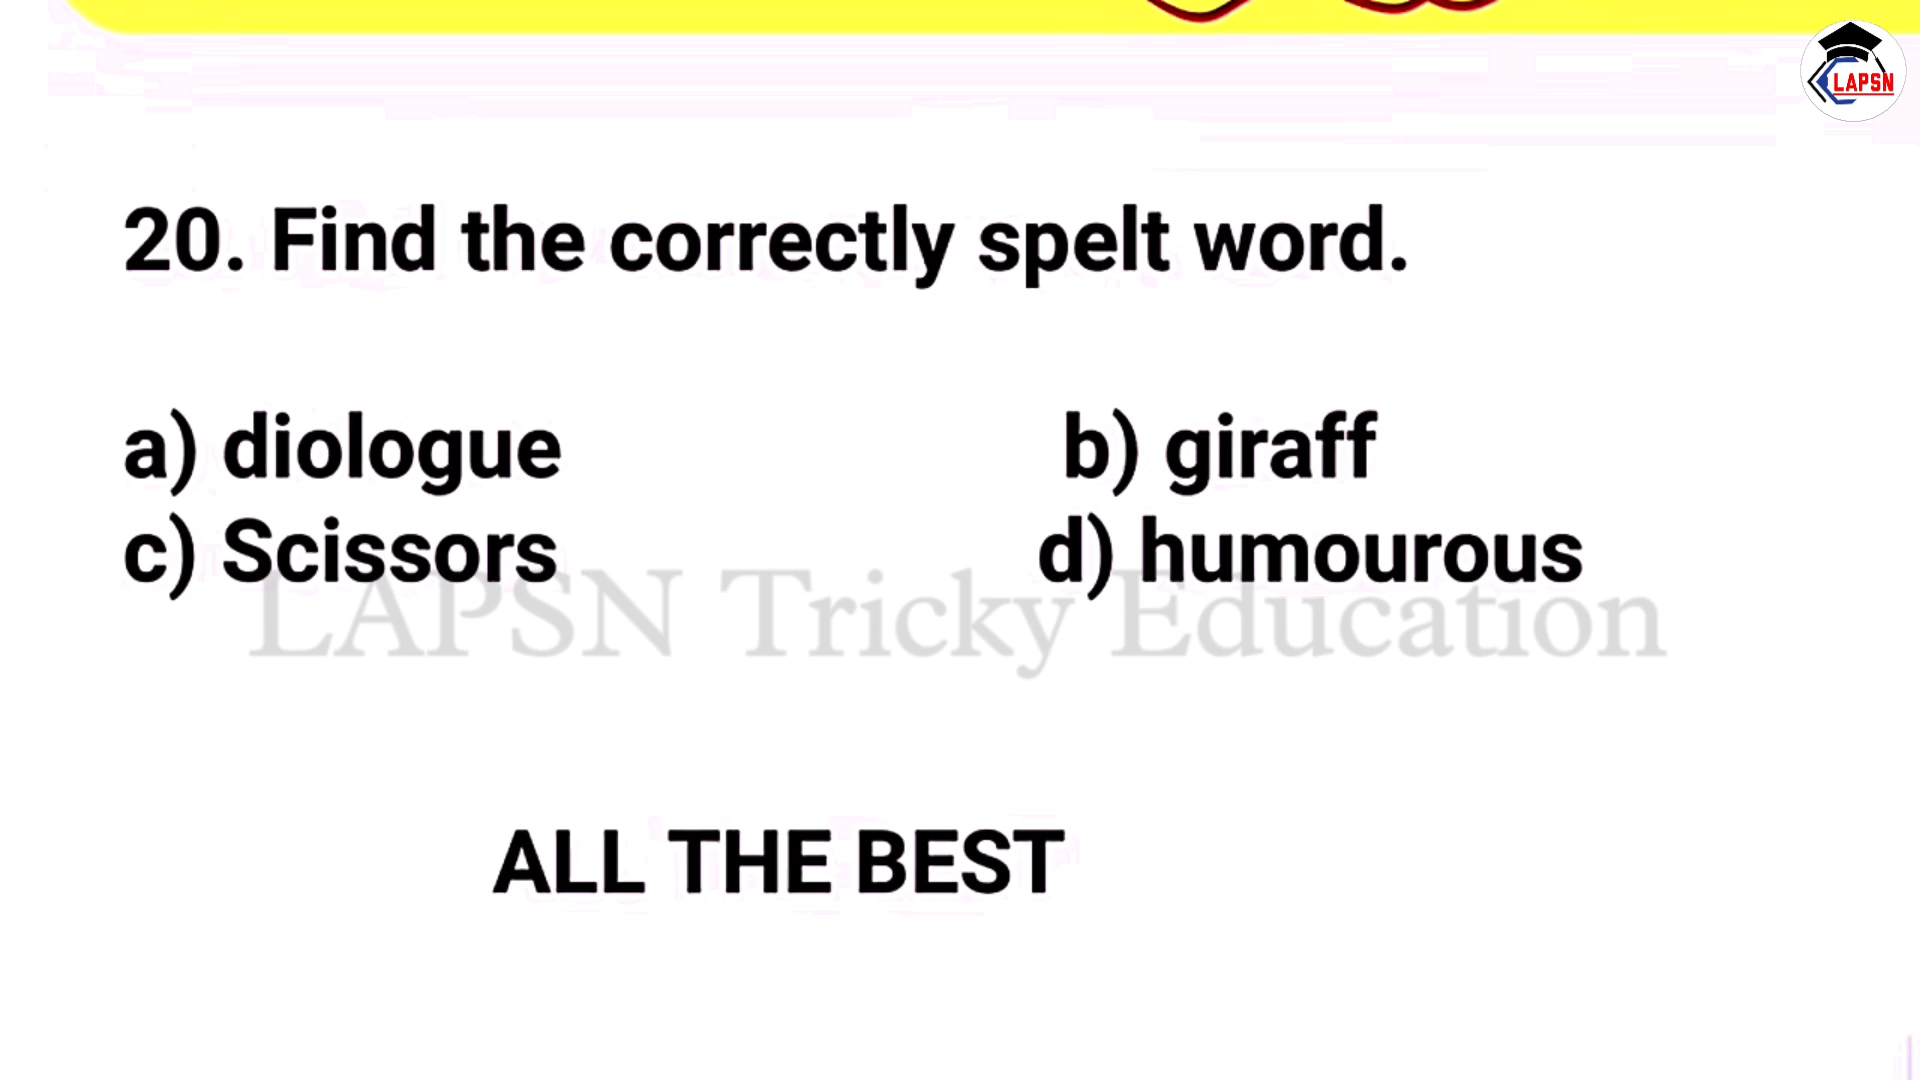 LAPSN
20. Find the correctly spelt word.
a) diologue b) giraff
c) Scissors d) humourous
LAPSN Tricky Education
ALL THE BEST